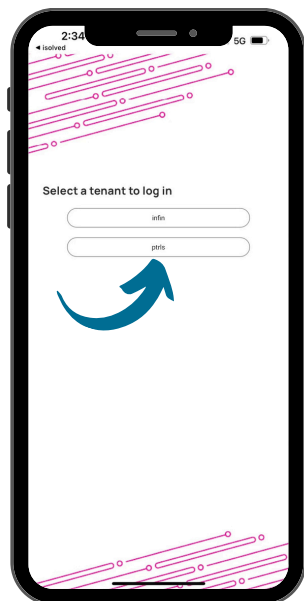 2:34
5G
◀ isolved
Select a tenant to log in
infin
ptrls